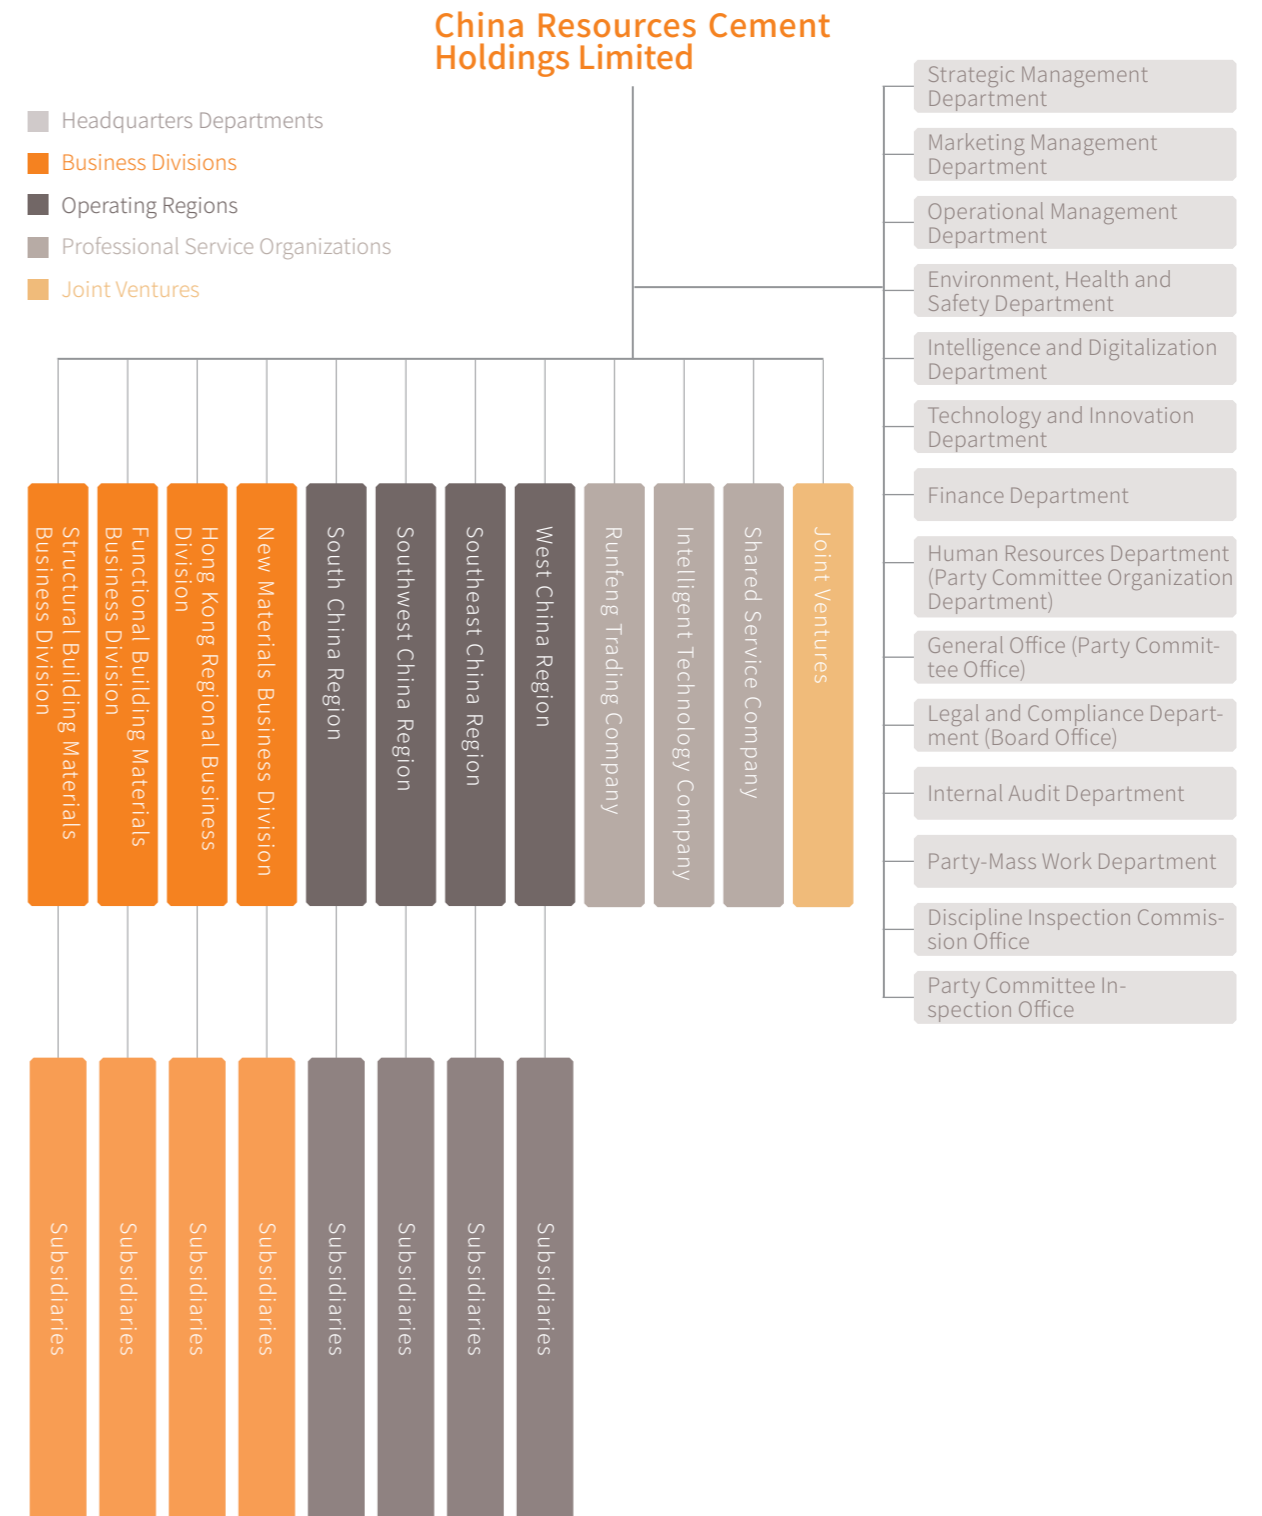 China Resources Cement
Holdings Limited
Headquarters Departments
Business Divisions
Operating Regions
Professional Service Organizations
Joint Ventures
Strategic Management
Department
Marketing Management
Department
Operational Management
Department
Environment, Health and
Safety Department
Intelligence and Digitalization
Department
Technology and Innovation
Department
Finance Department
Human Resources Department
(Party Committee Organization
Department)
General Office (Party Commit-
tee Office)
Legal and Compliance Depart-
ment (Board Office)
Internal Audit Department
Party-Mass Work Department
Discipline Inspection Commis-
sion Office
Party Committee In-
spection Office
Structural Building Materials
Business Division
Functional Building Materials
Business Division
Hong Kong Regional Business
Division
New Materials Business Division
South China Region
Southwest China Region
Southeast China Region
West China Region
Runfeng Trading Company
Intelligent Technology Company
Shared Service Company
Joint Ventures
Subsidiaries
Subsidiaries
Subsidiaries
Subsidiaries
Subsidiaries
Subsidiaries
Subsidiaries
Subsidiaries